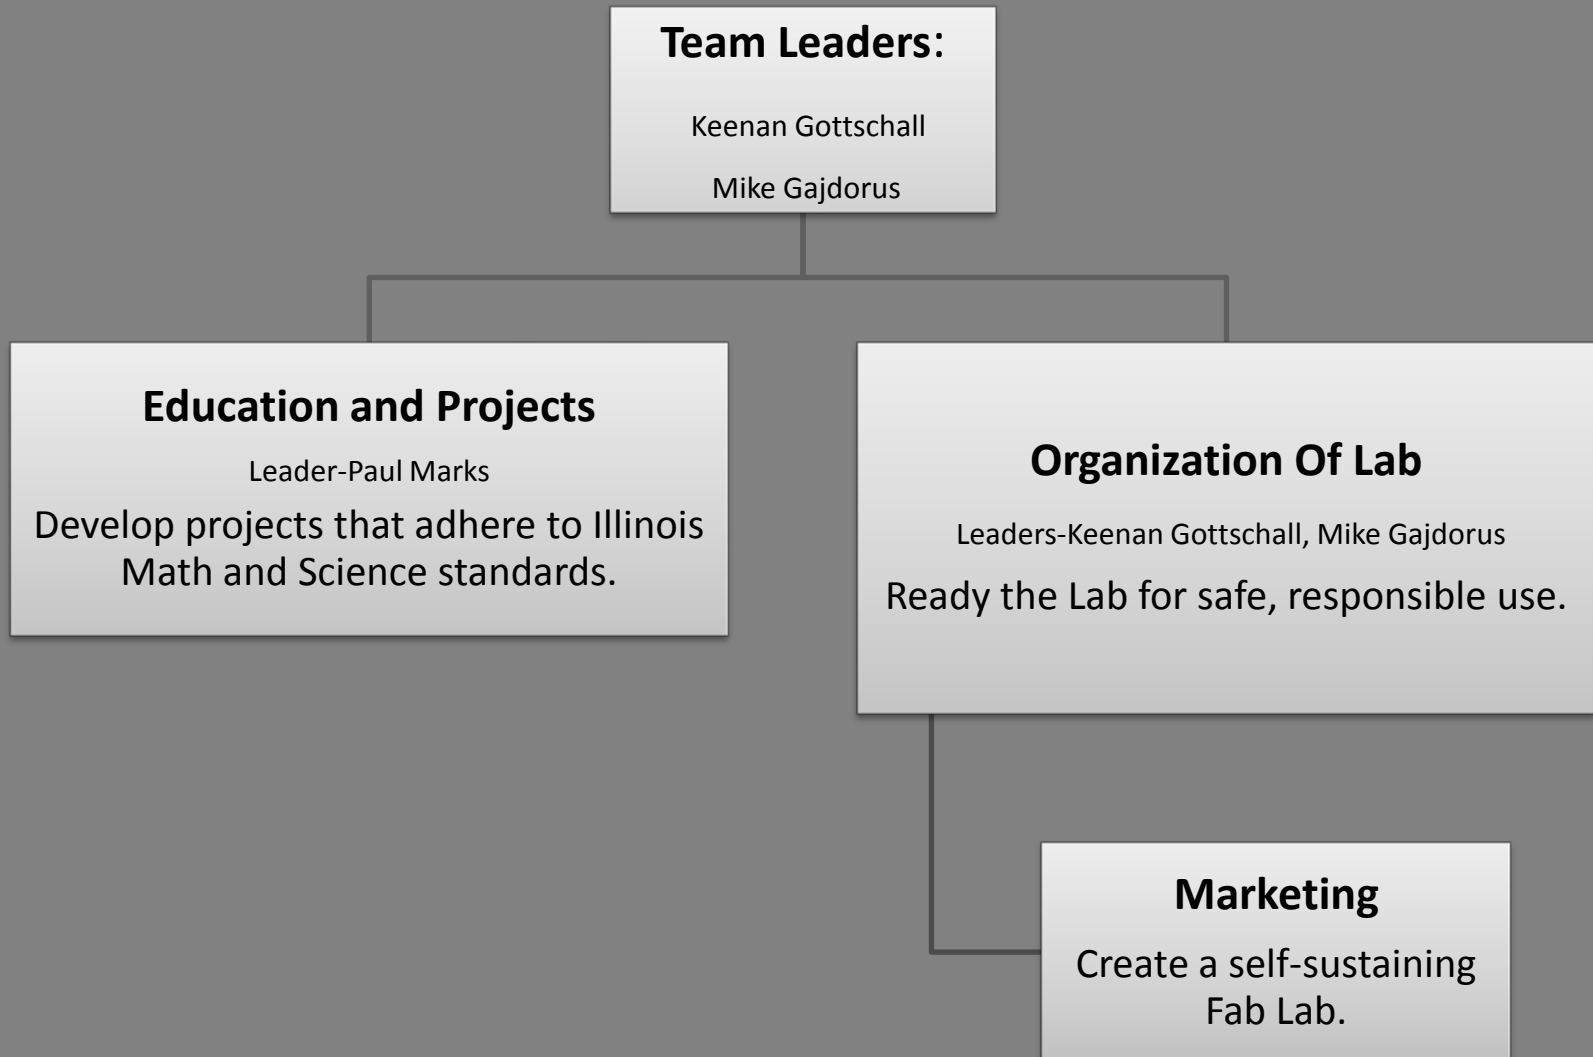 Team Leaders:
Keenan Gottschall
Mike Gajdorus
Education and Projects
Leader-Paul Marks
Develop projects that adhere to Illinois
Math and Science standards.
Organization Of Lab
Leaders-Keenan Gottschall, Mike Gajdorus
Ready the Lab for safe, responsible use.
Marketing
Create a self-sustaining
Fab Lab.